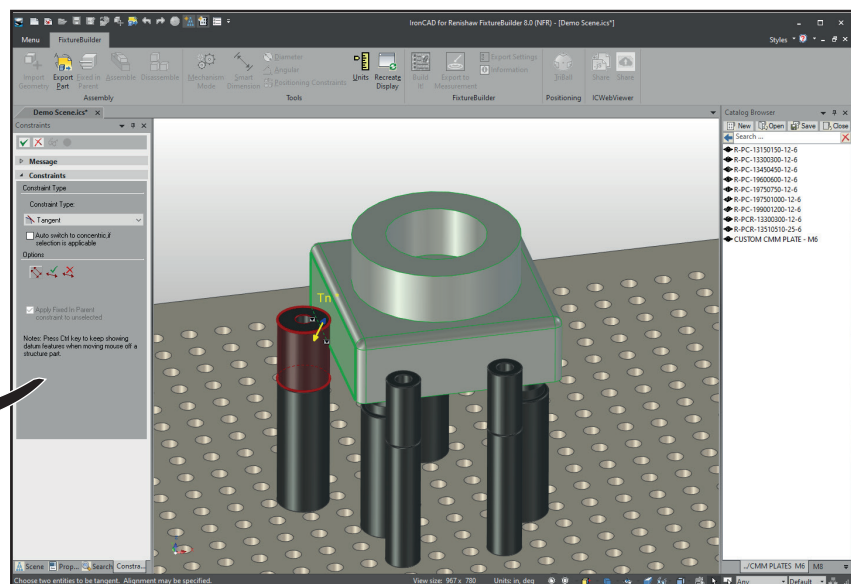 IronCAD for Renishaw FixtureBuilder 8.0 (NFR) - [Demo Scene.ics*]
Menu FixtureBuilder Styles
Import Geometry
Export Part
Fixed in Parent
Assemble
Disassemble
Assembly
Mechanism Mode
Smart Dimension
Diameter
Angular
Positioning Constraints
Units
Recreate Display
Tools
Build It!
Export to Measurement
Export Settings
Information
FixtureBuilder
TriBall
Positioning
Share
Share
ICWebViewer
Demo Scene.ics*
Constraints
Message
Constraints
Constraint Type
Constraint Type:
Tangent
Auto switch to concentric,if
selection is applicable
Options
Apply Fixed In Parent
constraint to unselected
Notes: Press Ctrl key to keep showing
datum features when moving mouse off a
structure part.
Tn
Catalog Browser
New Open Save Close
Search ...
R-PC-13150150-12-6
R-PC-13300300-12-6
R-PC-13450450-12-6
R-PC-19600600-12-6
R-PC-19750750-12-6
R-PC-197501000-12-6
R-PC-199001200-12-6
R-PCR-13300300-12-6
R-PCR-13510510-25-6
CUSTOM CMM PLATE - M6
Scene Prop... Search Constra...
../CMM PLATES M6 M8
Choose two entities to be tangent. Alignment may be specified.
View size: 967 x 780 Units: in, deg
Any Default